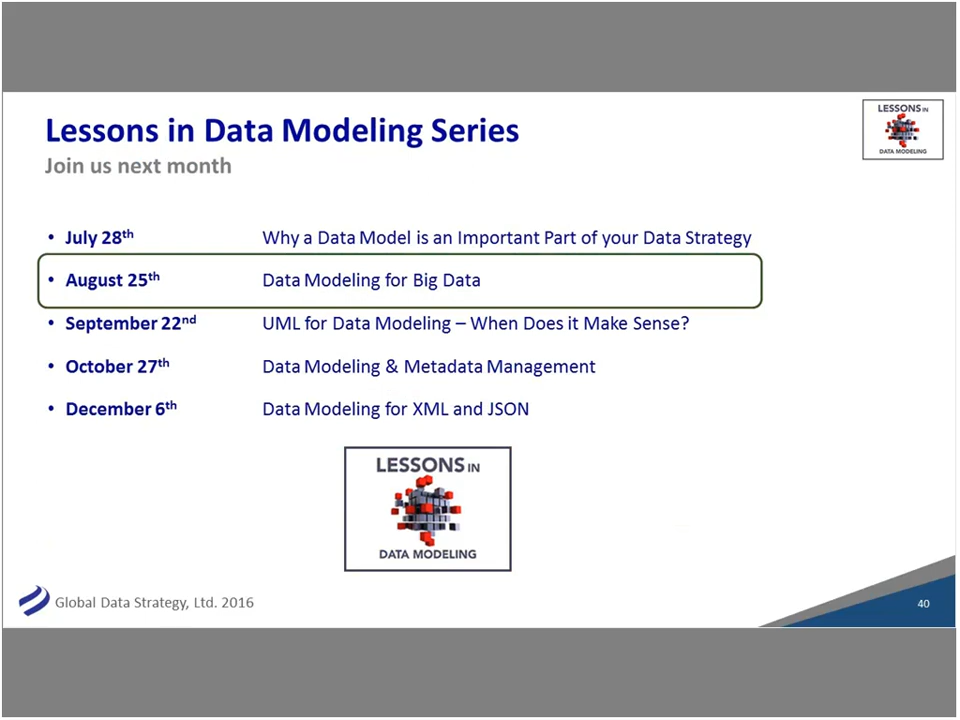 Lessons in Data Modeling Series
Join us next month
LESSONS IN
DATA MODELING
• July 28th Why a Data Model is an Important Part of your Data Strategy
• August 25th Data Modeling for Big Data
• September 22nd UML for Data Modeling – When Does it Make Sense?
• October 27th Data Modeling & Metadata Management
• December 6th Data Modeling for XML and JSON
LESSONS IN
DATA MODELING
Global Data Strategy, Ltd. 2016
40